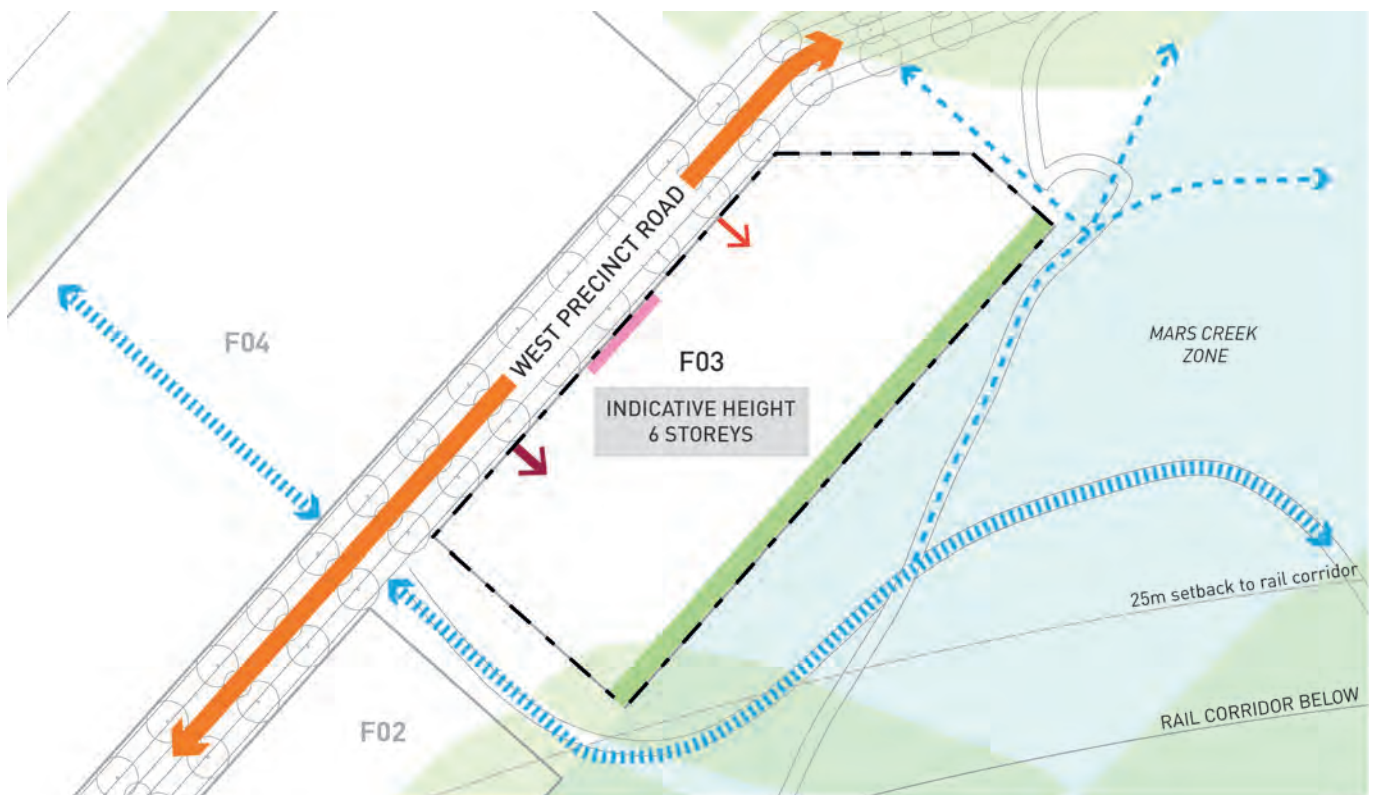 WEST PRECINCT ROAD
F04
MARS CREEK
ZONE
F03
INDICATIVE HEIGHT
6 STOREYS
25m setback to rail corridor
RAIL CORRIDOR BELOW
F02